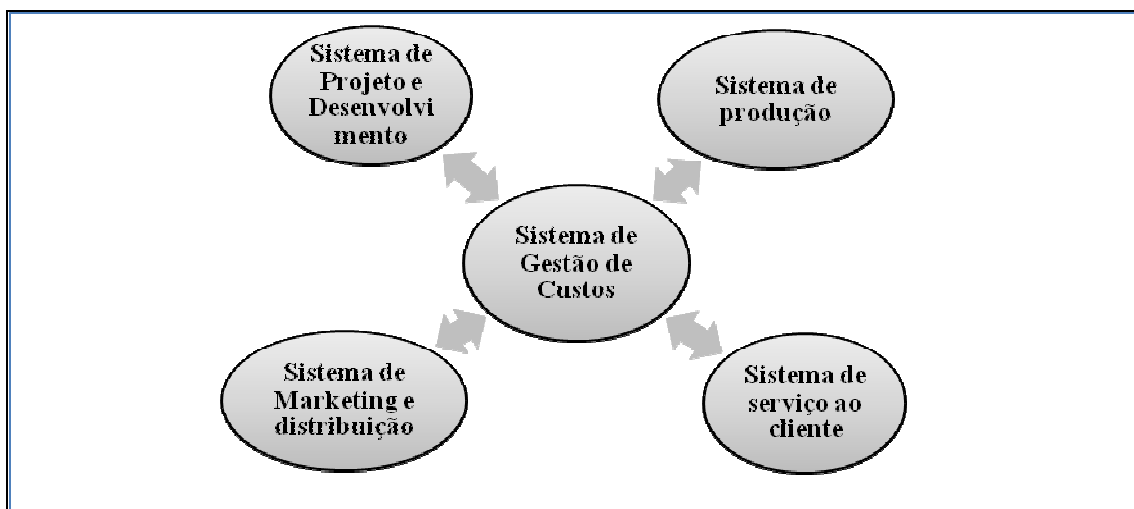 Sistema de
Projeto e
Desenvolvi
mento
Sistema de
produção
Sistema de
Gestão de
Custos
Sistema de
Marketing e
distribuição
Sistema de
serviço ao
cliente